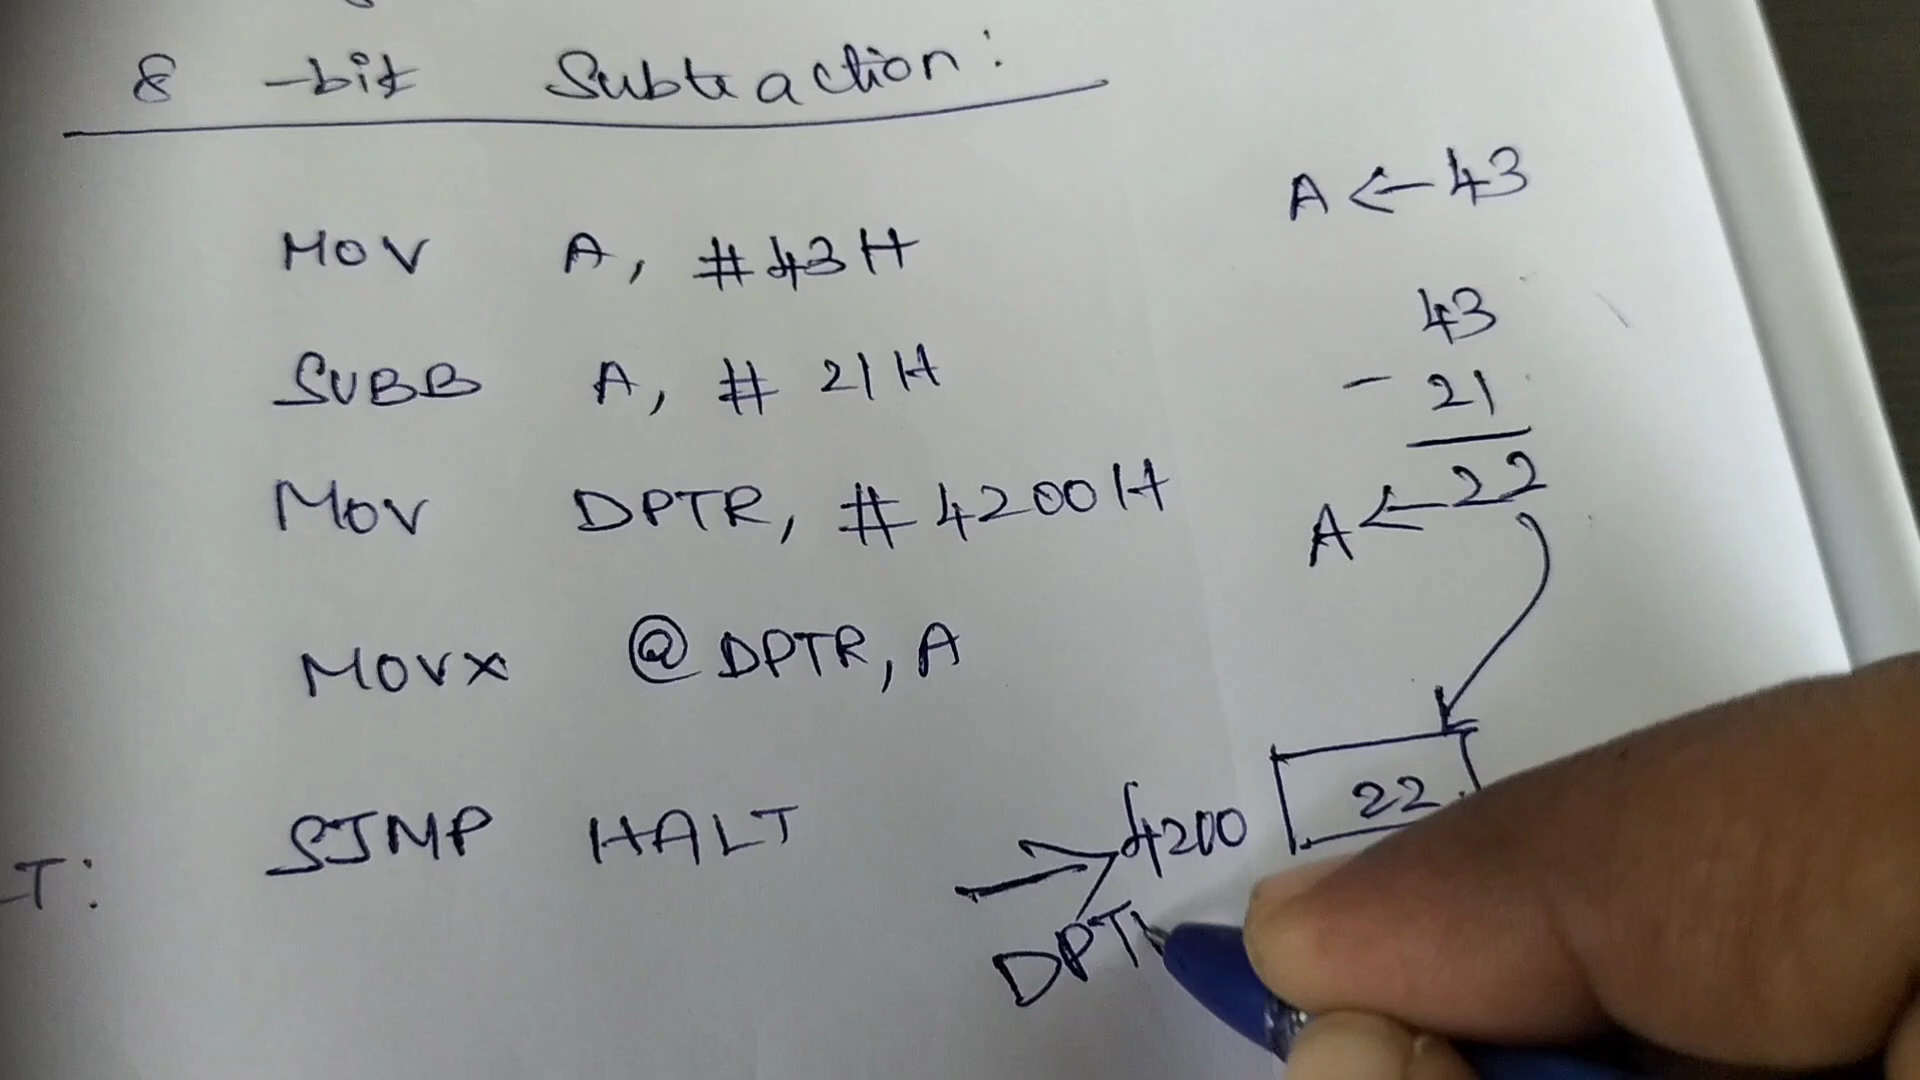 8 -bit Subtraction:
MOV A, #43H
SUBB A, # 21H
MOV DPTR, #4200H
MOVX @DPTR, A
T: SJMP HALT
A ← 43
43
- 21
22
A ←
4200 22
DPT